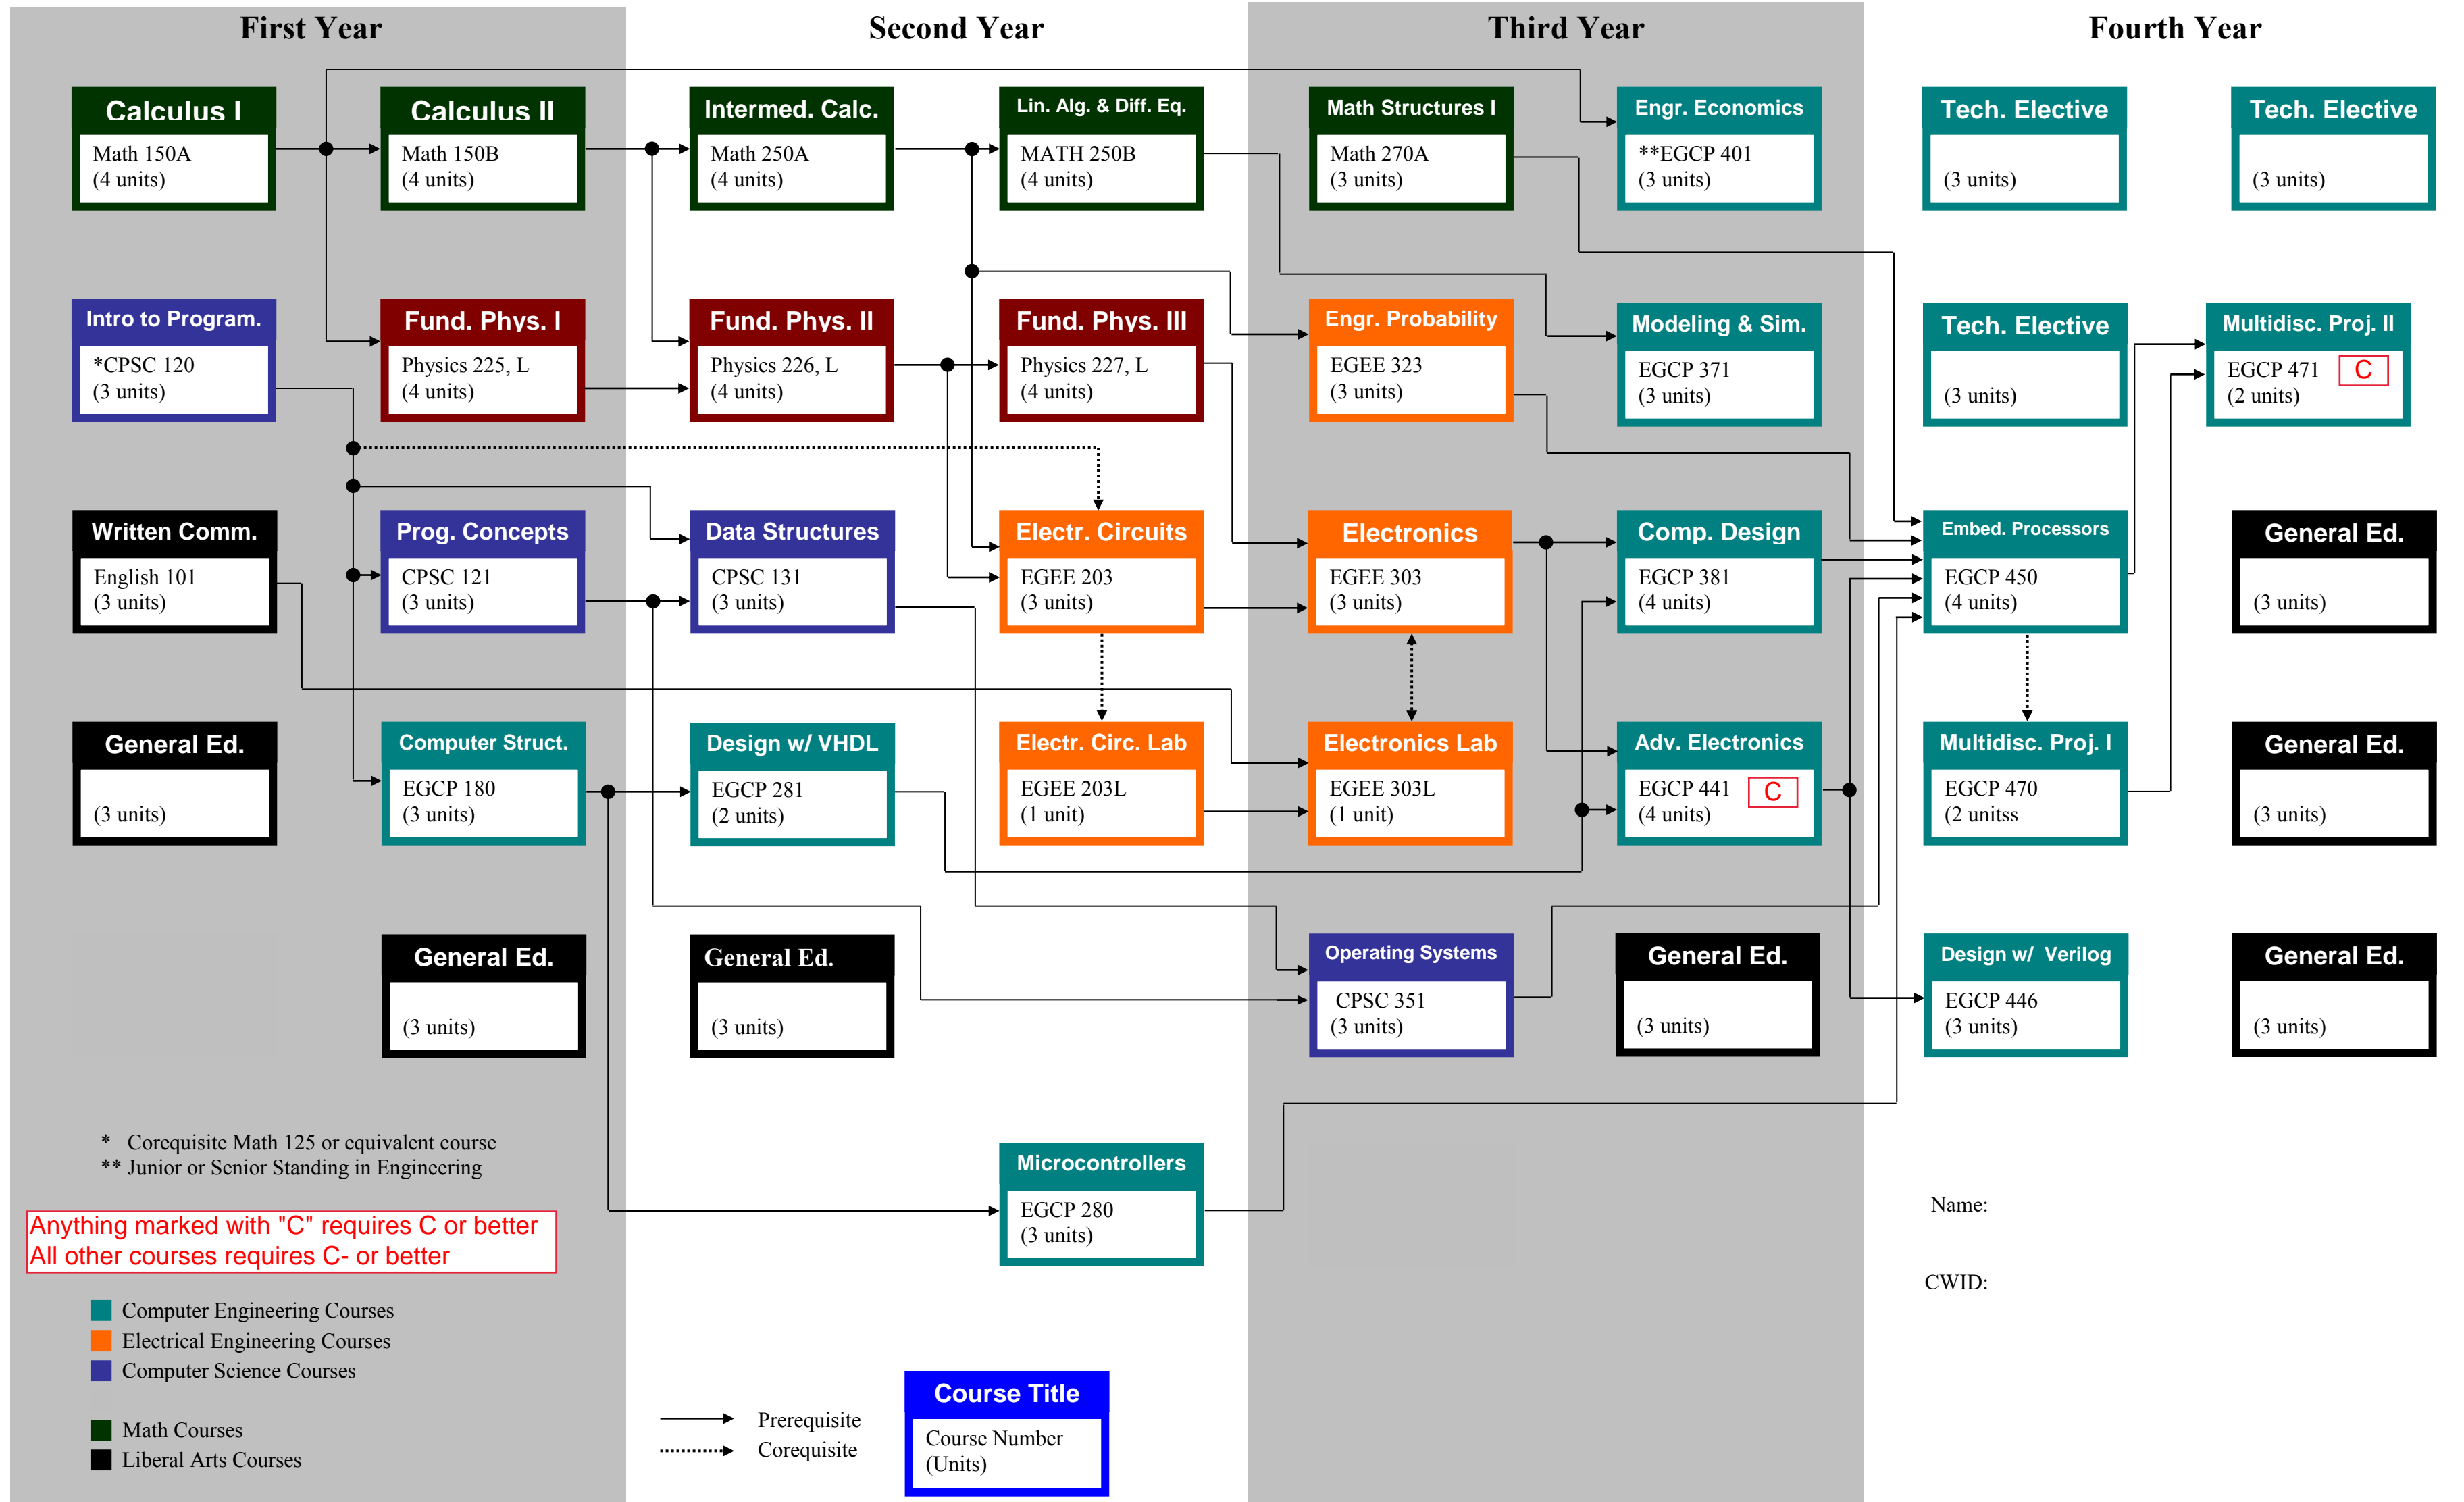 First Year
Second Year
Third Year
Fourth Year
Calculus I
Math 150A
(4 units)
Calculus II
Math 150B
(4 units)
Intermed. Calc.
Math 250A
(4 units)
Lin. Alg. & Diff. Eq.
MATH 250B
(4 units)
Math Structures I
Math 270A
(3 units)
Engr. Economics
**EGCP 401
(3 units)
Tech. Elective
(3 units)
Tech. Elective
(3 units)
Intro to Program.
*CPSC 120
(3 units)
Fund. Phys. I
Physics 225, L
(4 units)
Fund. Phys. II
Physics 226, L
(4 units)
Fund. Phys. III
Physics 227, L
(4 units)
Engr. Probability
EGEE 323
(3 units)
Modeling & Sim.
EGCP 371
(3 units)
Tech. Elective
(3 units)
Multidisc. Proj. II
EGCP 471 C
(2 units)
Written Comm.
English 101
(3 units)
Prog. Concepts
CPSC 121
(3 units)
Data Structures
CPSC 131
(3 units)
Electr. Circuits
EGEE 203
(3 units)
Electronics
EGEE 303
(3 units)
Comp. Design
EGCP 381
(4 units)
Embed. Processors
EGCP 450
(4 units)
General Ed.
(3 units)
General Ed.
(3 units)
Computer Struct.
EGCP 180
(3 units)
Design w/ VHDL
EGCP 281
(2 units)
Electr. Circ. Lab
EGEE 203L
(1 unit)
Electronics Lab
EGEE 303L
(1 unit)
Adv. Electronics
EGCP 441 C
(4 units)
Multidisc. Proj. I
EGCP 470
(2 unitss
General Ed.
(3 units)
General Ed.
(3 units)
General Ed.
(3 units)
Operating Systems
CPSC 351
(3 units)
General Ed.
(3 units)
Design w/ Verilog
EGCP 446
(3 units)
General Ed.
(3 units)
Microcontrollers
EGCP 280
(3 units)
* Corequisite Math 125 or equivalent course
** Junior or Senior Standing in Engineering
Anything marked with "C" requires C or better
All other courses requires C- or better
Computer Engineering Courses
Electrical Engineering Courses
Computer Science Courses
Math Courses
Liberal Arts Courses
Prerequisite
Corequisite
Course Title
Course Number
(Units)
Name:
CWID: